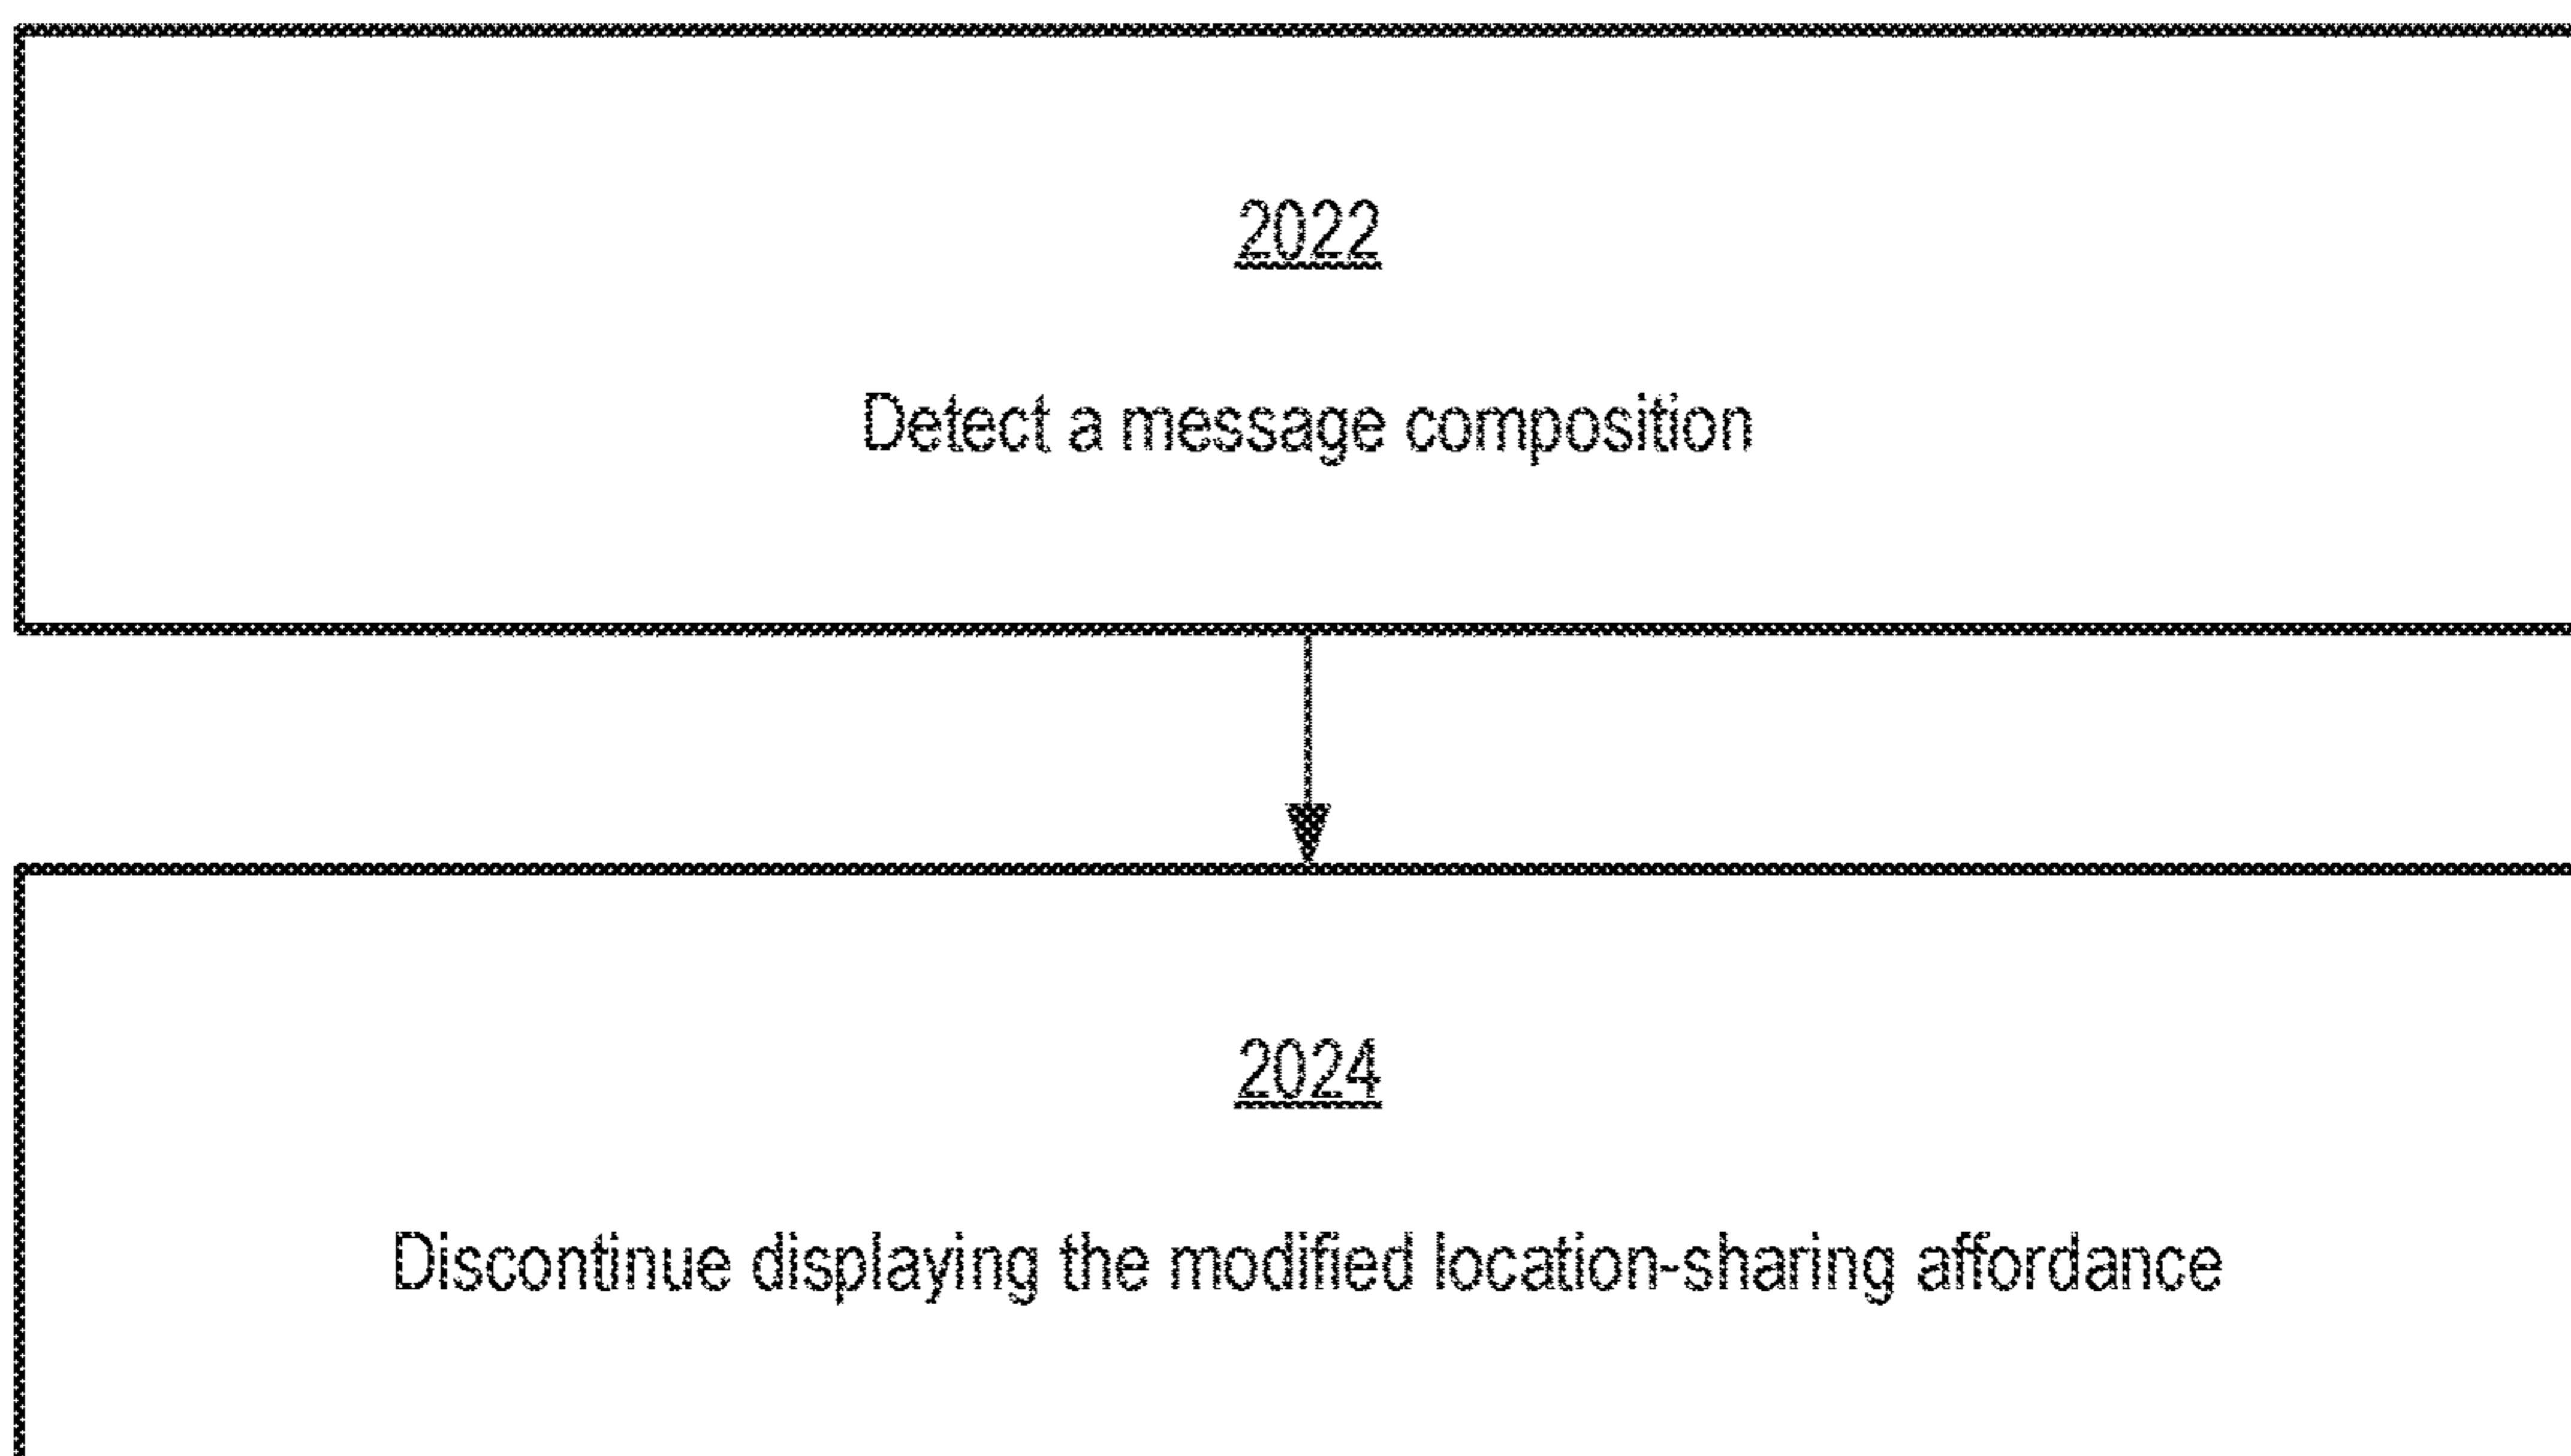 2022
Detect a message composition
2024
Discontinue displaying the modified location-sharing affordance